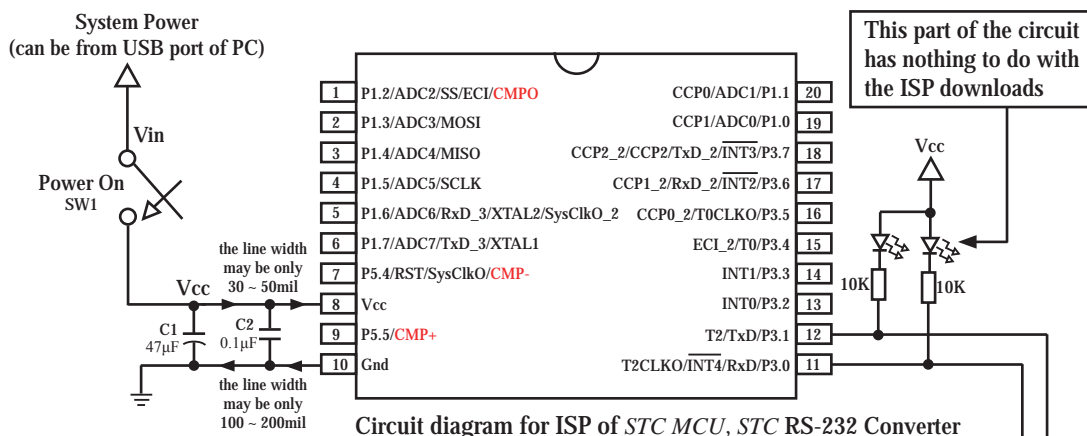 System Power
(can be from USB port of PC)
Vin
Power On
SW1
Vcc
C1
47μF
C2
0.1μF
the line width
may be only
30 ~ 50mil
the line width
may be only
100 ~ 200mil
1 P1.2/ADC2/SS/ECI/CMPO
2 P1.3/ADC3/MOSI
3 P1.4/ADC4/MISO
4 P1.5/ADC5/SCLK
5 P1.6/ADC6/RxD_3/XTAL2/SysClkO_2
6 P1.7/ADC7/TxD_3/XTAL1
7 P5.4/RST/SysClkO/CMP-
8 Vcc
9 P5.5/CMP+
10 Gnd
CCP0/ADC1/P1.1 20
CCP1/ADC0/P1.0 19
CCP2_2/CCP2/TxD_2/INT3/P3.7 18
CCP1_2/RxD_2/INT2/P3.6 17
CCP0_2/T0CLKO/P3.5 16
ECI_2/T0/P3.4 15
INT1/P3.3 14
INT0/P3.2 13
T2/TxD/P3.1 12
T2CLKO/INT4/RxD/P3.0 11
This part of the circuit
has nothing to do with
the ISP downloads
Vcc
10K
10K
Circuit diagram for ISP of STC MCU, STC RS-232 Converter